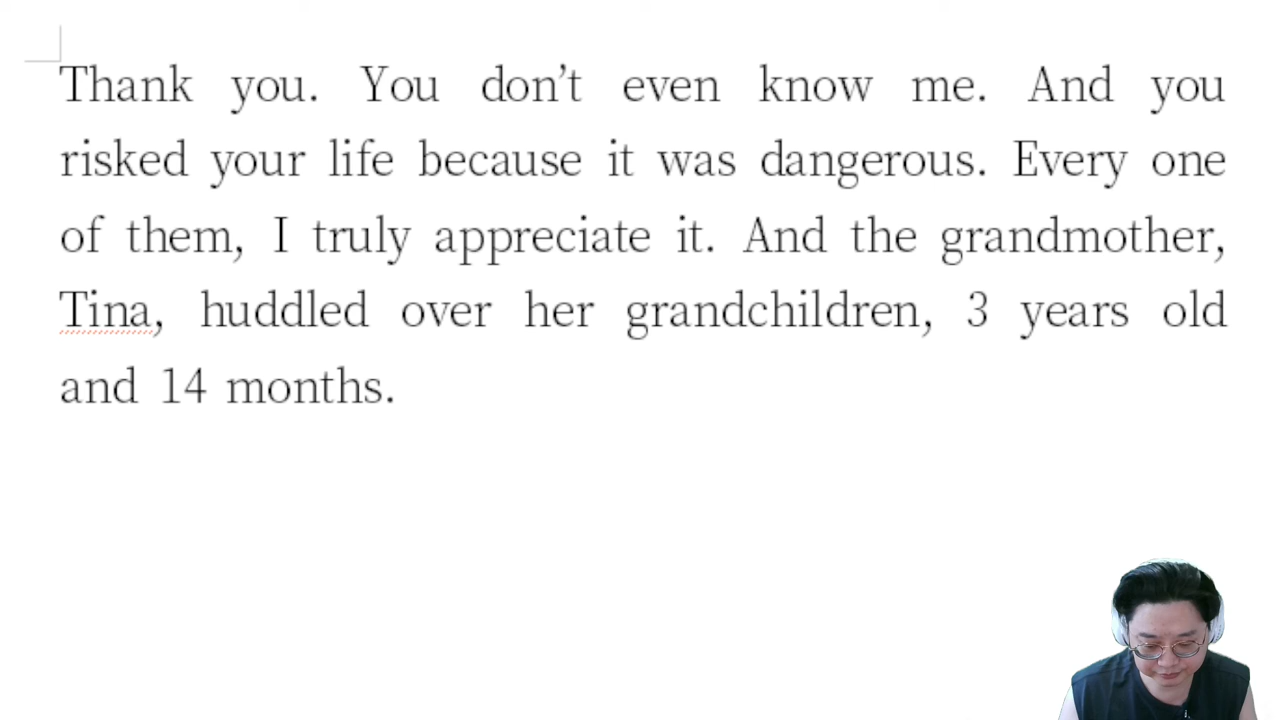 Thank you. You don’t even know me. And you
risked your life because it was dangerous. Every one
of them, I truly appreciate it. And the grandmother,
Tina, huddled over her grandchildren, 3 years old
and 14 months.